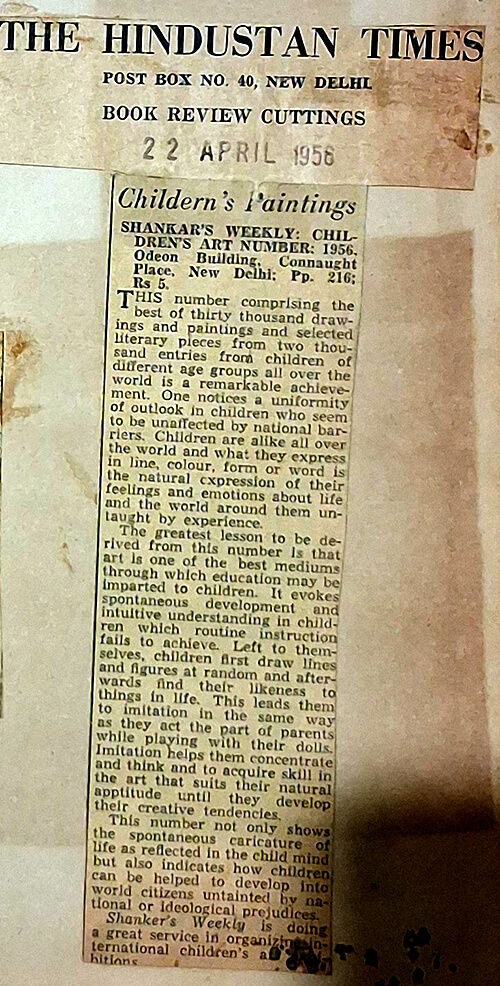 THE HINDUSTAN TIMES
POST BOX NO. 40, NEW DELHI
BOOK REVIEW CUTTINGS
22 APRIL 1956
Childern's Paintings
SHANKAR'S WEEKLY: CHIL-
DREN'S ART NUMBER: 1956.
Odeon Building, Connaught
Place, New Delhi; Pp. 216;
Rs 5.
THIS number comprising the
best of thirty thousand draw-
ings and paintings and selected
literary pieces from two thou-
sand entries from children of
different age groups all over the
world is a remarkable achieve-
ment. One notices a uniformity
of outlook in children who seem
to be unaffected by national bar-
riers. Children are alike all over
the world and what they express
in line, colour, form or word is
the natural expression of their
feelings and emotions about life
and the world around them un-
taught by experience.
The greatest lesson to be de-
rived from this number is that
art is one of the best mediums
through which education may be
imparted to children. It evokes
spontaneous development and
intuitive understanding in child-
ren which routine instruction
fails to achieve. Left to them-
selves, children first draw lines
and figures at random and after-
wards find their likeness to
things in life. This leads them
to imitation in the same way
as they act the part of parents
while playing with their dolls.
Imitation helps them concentrate
and think and to acquire skill in
the art that suits their natural
apptitude until they develop
their creative tendencies.
This number not only shows
the spontaneous caricature of
life as reflected in the child mind
but also indicates how children
can be helped to develop into
world citizens untainted by na-
tional or ideological prejudices.
Shanker's Weekly is doing
a great service in organizing in-
ternational children's
bitions.